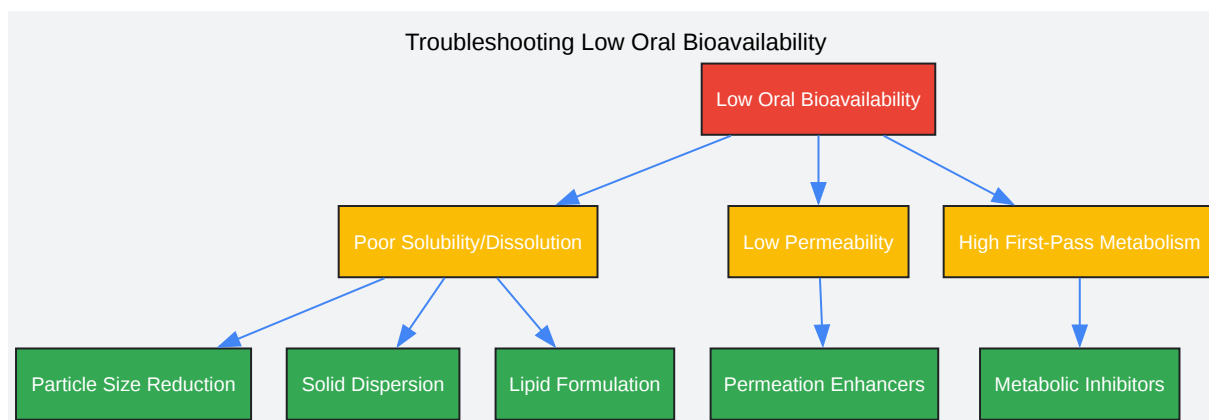 Troubleshooting Low Oral Bioavailability
Low Oral Bioavailability
Poor Solubility/Dissolution
Low Permeability
High First-Pass Metabolism
Particle Size Reduction
Solid Dispersion
Lipid Formulation
Permeation Enhancers
Metabolic Inhibitors